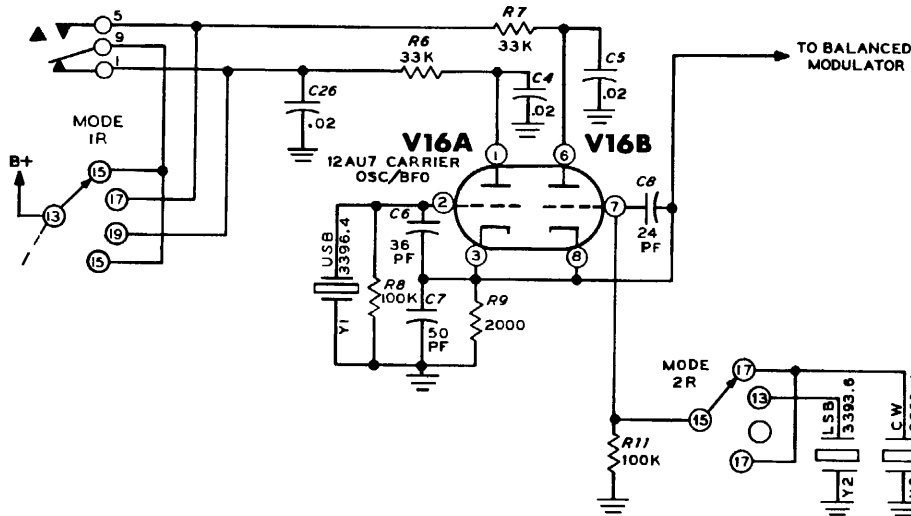 5
R7
33K
9
R6
33K
1
C26
.02
C4
.02
C5
.02
TO BALANCED
MODULATOR
MODE
1R
V16A
V16B
12AU7 CARRIER
OSC/BFO
1
6
B+
15
13
17
19
15
2
7
C8
24
PF
C6
36
PF
3
8
USB
3396.4
Y1
R8
100K
C7
50
PF
R9
2000
MODE
2R
17
13
15
17
R11
100K
LSB
3393.6
Y2
CW